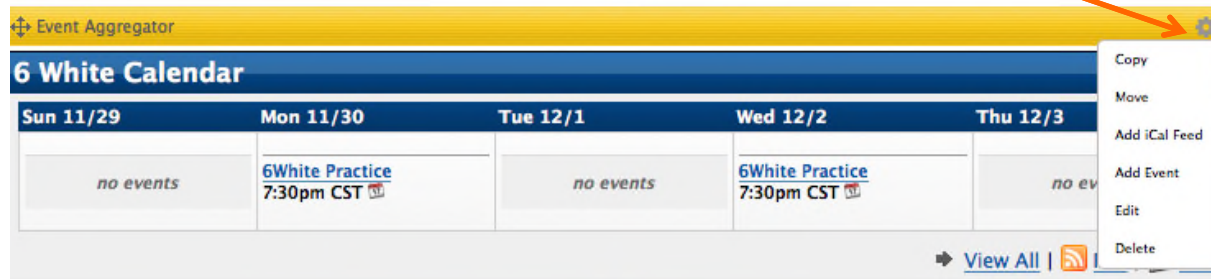 Event Aggregator
6 White Calendar
Sun 11/29 Mon 11/30 Tue 12/1 Wed 12/2 Thu 12/3
no events
6White Practice
7:30pm CST
no events
6White Practice
7:30pm CST
no
View All |
Copy
Move
Add iCal Feed
Add Event
Edit
Delete